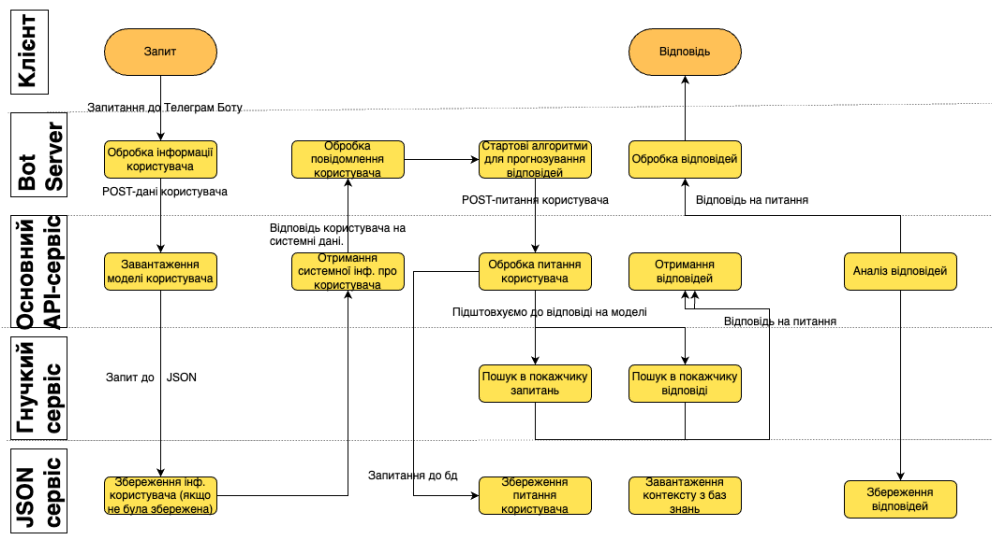 Клієнт
Запит
Відповідь
Запитання до Телеграм Боту
Bot
Server
Обробка інформації
користувача
Обробка
повідомлення
користувача
Стартові алгоритми
для прогнозування
відповідей
Обробка відповідей
POST-дані користувача
POST-питання користувача
Відповідь на питання
Основний
API-сервіс
Відповідь користувача на
системні дані.
Завантаження
моделі користувача
Отримання
системної інф. про
користувача
Обробка питання
користувача
Отримання
відповідей
Аналіз відповідей
Підштовхуємо до відповіді на моделі
Відповідь на питання
Гнучкий
сервіс
Запит до JSON
Пошук в покажчику
запитань
Пошук в покажчику
відповіді
JSON
сервіс
Запитання до бд
Збереження інф.
користувача (якщо
не була збережена)
Збереження
питання
користувача
Завантаження
контексту з баз
знань
Збереження
відповідей